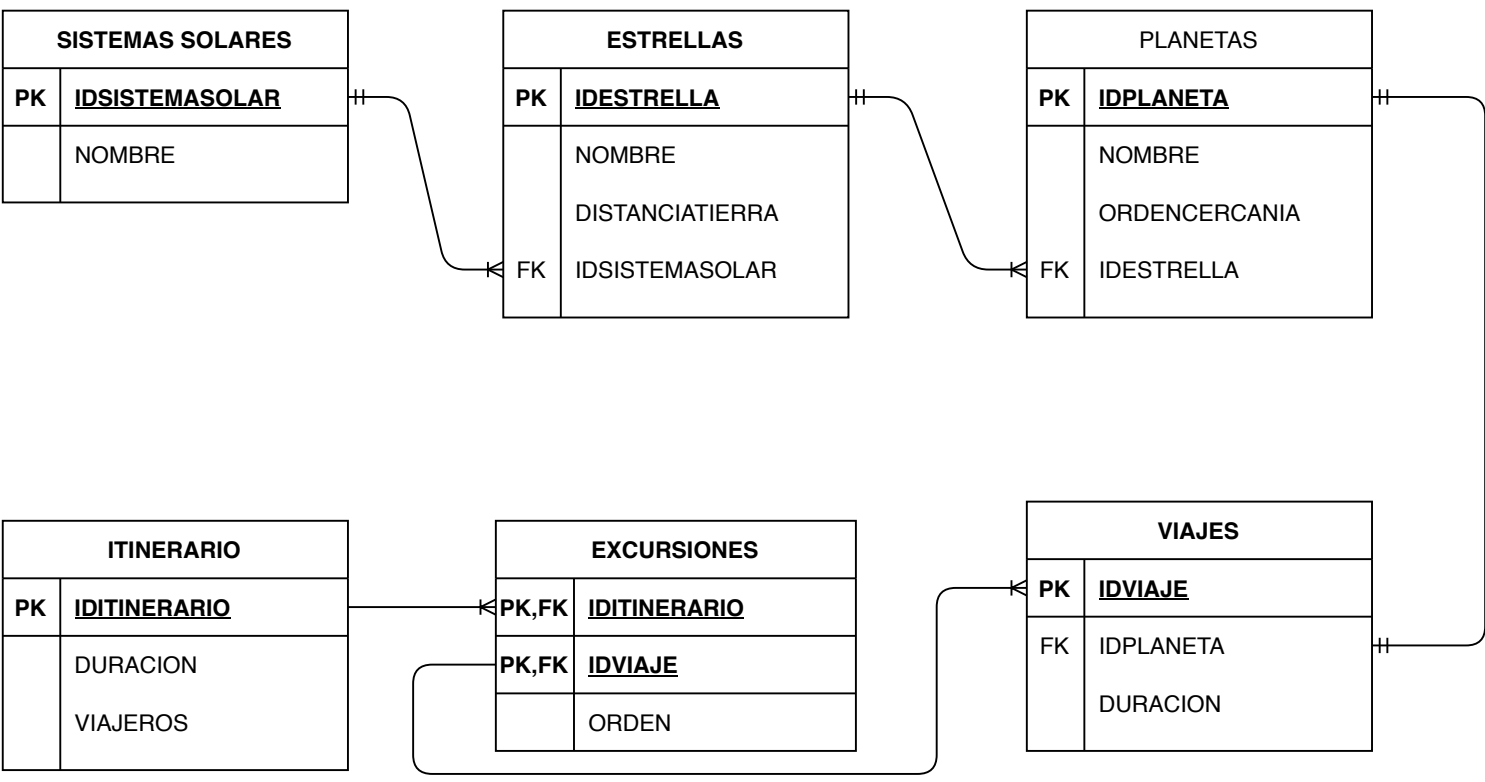 SISTEMAS SOLARES
PK IDSISTEMASOLAR
NOMBRE
ESTRELLAS
PK IDESTRELLA
NOMBRE
DISTANCIATIERRA
FK IDSISTEMASOLAR
PLANETAS
PK IDPLANETA
NOMBRE
ORDENCERCANIA
FK IDESTRELLA
ITINERARIO
PK IDITINERARIO
DURACION
VIAJEROS
EXCURSIONES
PK,FK IDITINERARIO
PK,FK IDVIAJE
ORDEN
VIAJES
PK IDVIAJE
FK IDPLANETA
DURACION